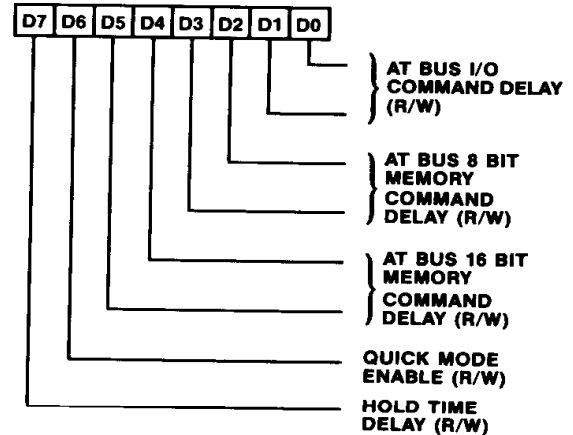 D7 D6 D5 D4 D3 D2 D1 D0
AT BUS I/O
COMMAND DELAY
(R/W)
AT BUS 8 BIT
MEMORY
COMMAND
DELAY (R/W)
AT BUS 16 BIT
MEMORY
COMMAND
DELAY (R/W)
QUICK MODE
ENABLE (R/W)
HOLD TIME
DELAY (R/W)